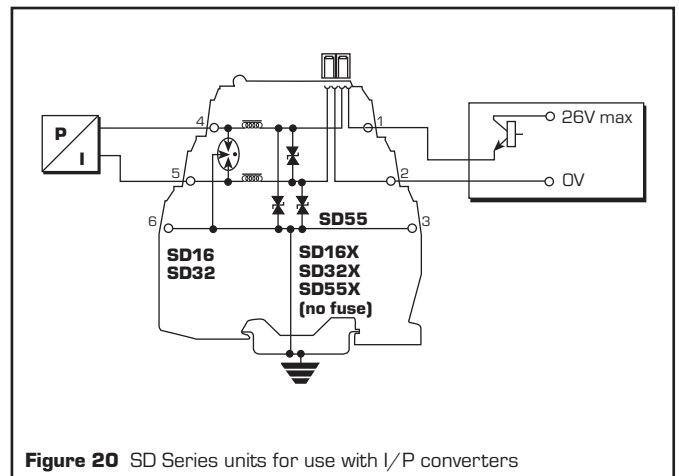 P
I
4
5
6
1
2
3
26V max
0V
SD55
SD16
SD32
SD16X
SD32X
SD55X
(no fuse)
Figure 20 SD Series units for use with I/P converters